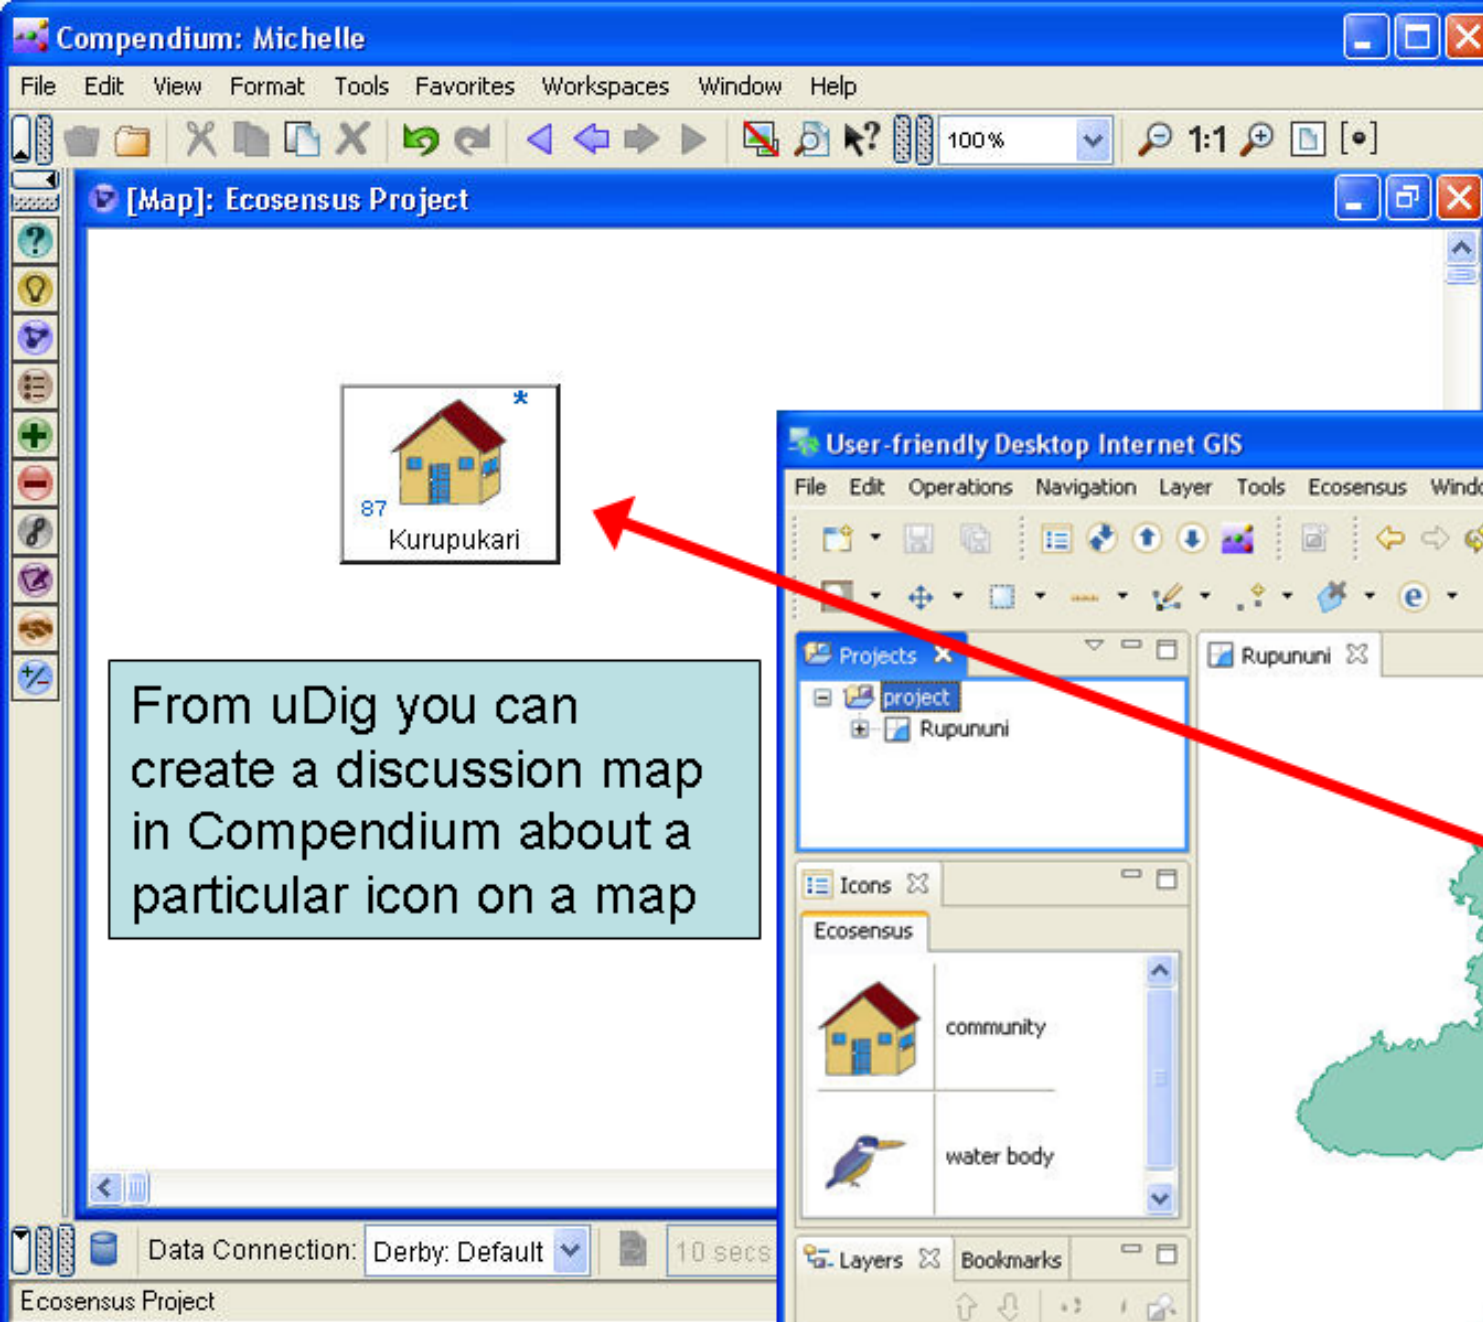 Compendium: Michelle
File Edit View Format Tools Favorites Workspaces Window Help
100% 1:1
[Map]: Ecosensus Project
*
87
Kurupukari
From uDig you can
create a discussion map
in Compendium about a
particular icon on a map
User-friendly Desktop Internet GIS
File Edit Operations Navigation Layer Tools Ecosensus Windo
Projects
project
Rupununi
Rupununi
Icons
Ecosensus
community
water body
Layers Bookmarks
Data Connection: Derby: Default 10 secs
Ecosensus Project